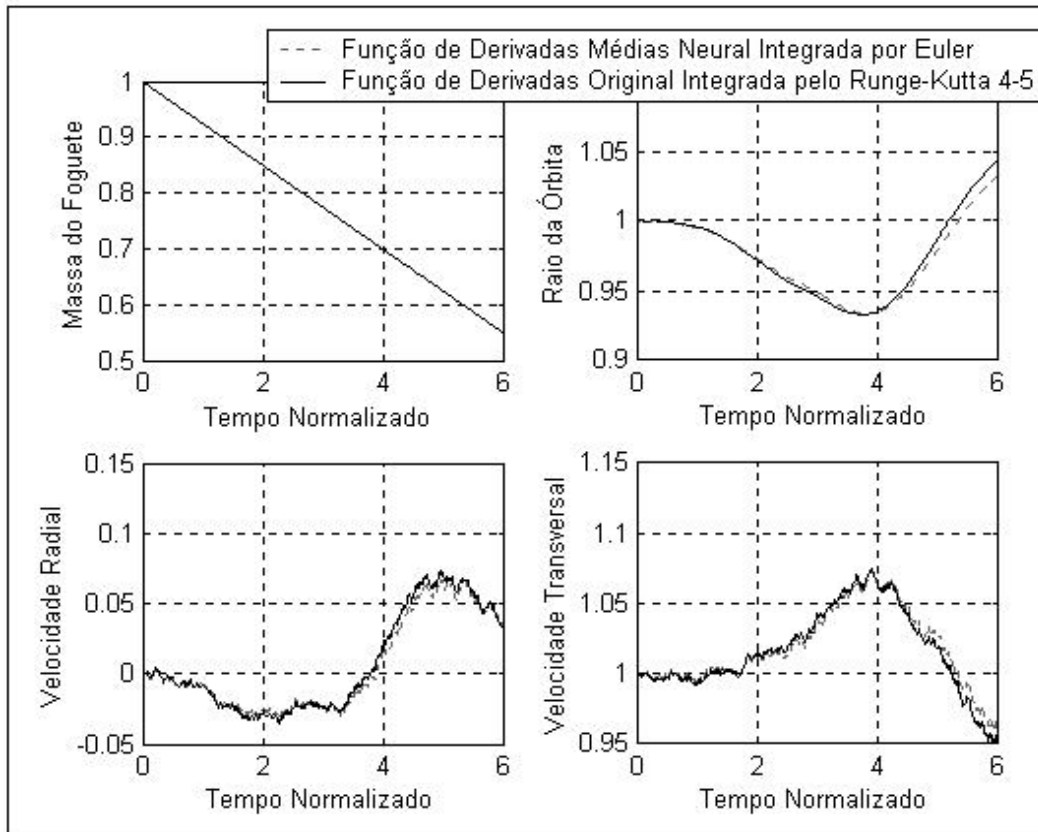 Função de Derivadas Médias Neural Integrada por Euler
Função de Derivadas Original Integrada pelo Runge-Kutta 4-5
1
0.9
0.8
0.7
0.6
0.5
Massa do Foguete
0 2 4 6
Tempo Normalizado
1.05
1
0.95
0.9
Raio da Órbita
0 2 4 6
Tempo Normalizado
0.15
0.1
0.05
0
-0.05
Velocidade Radial
0 2 4 6
Tempo Normalizado
1.15
1.1
1.05
1
0.95
Velocidade Transversal
0 2 4 6
Tempo Normalizado